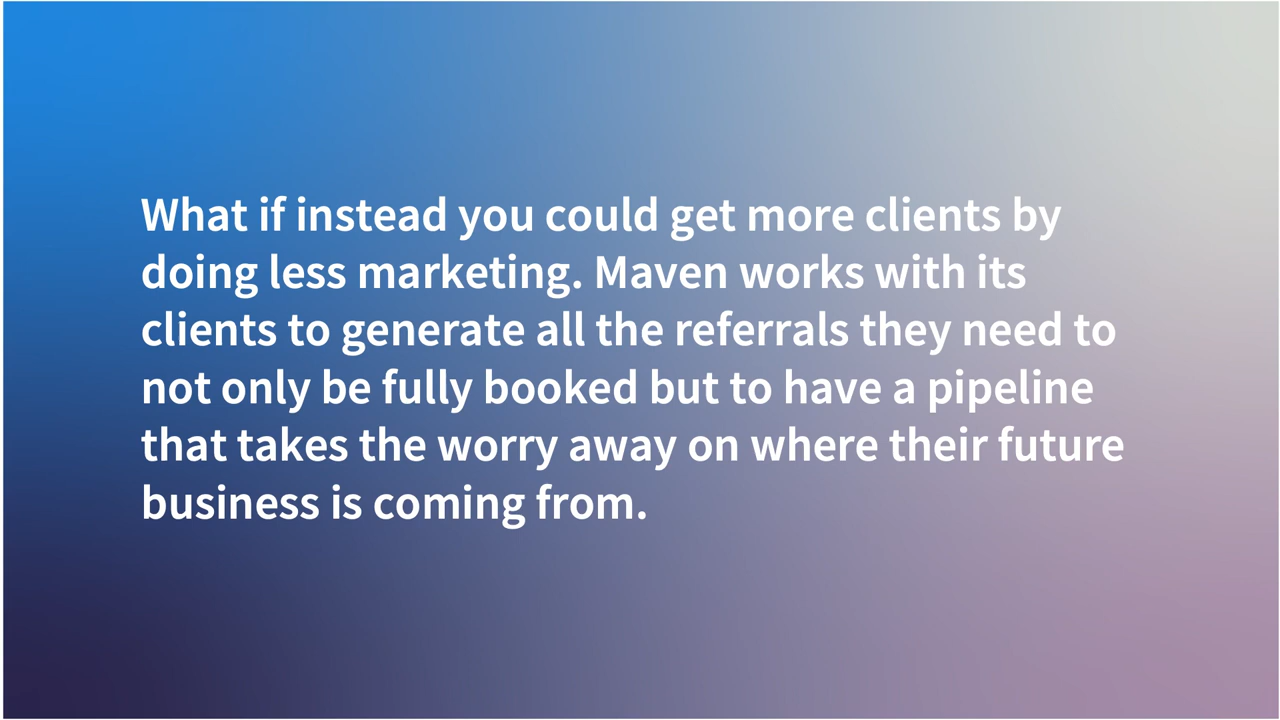 What if instead you could get more clients by
doing less marketing. Maven works with its
clients to generate all the referrals they need to
not only be fully booked but to have a pipeline
that takes the worry away on where their future
business is coming from.